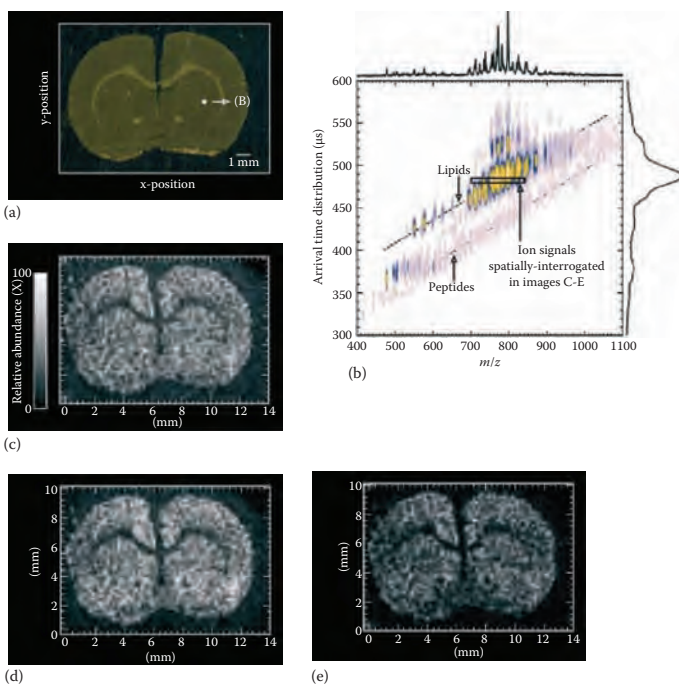 y-position
(B)
1 mm
x-position
(a)
Arrival time distribution (μs)
600
500
400
300
Lipids
Peptides
Ion signals
spatially-interrogated
in images C-E
400 500 600 700 800 900 1000 1100
m/z
(b)
Relative abundance (X)
100
0
0 2 4 6 8 10 12 14
(mm)
(c)
(mm)
10
8
6
4
2
0
0 2 4 6 8 10 12 14
(mm)
(d)
(mm)
10
8
6
4
2
0
0 2 4 6 8 10 12 14
(mm)
(e)